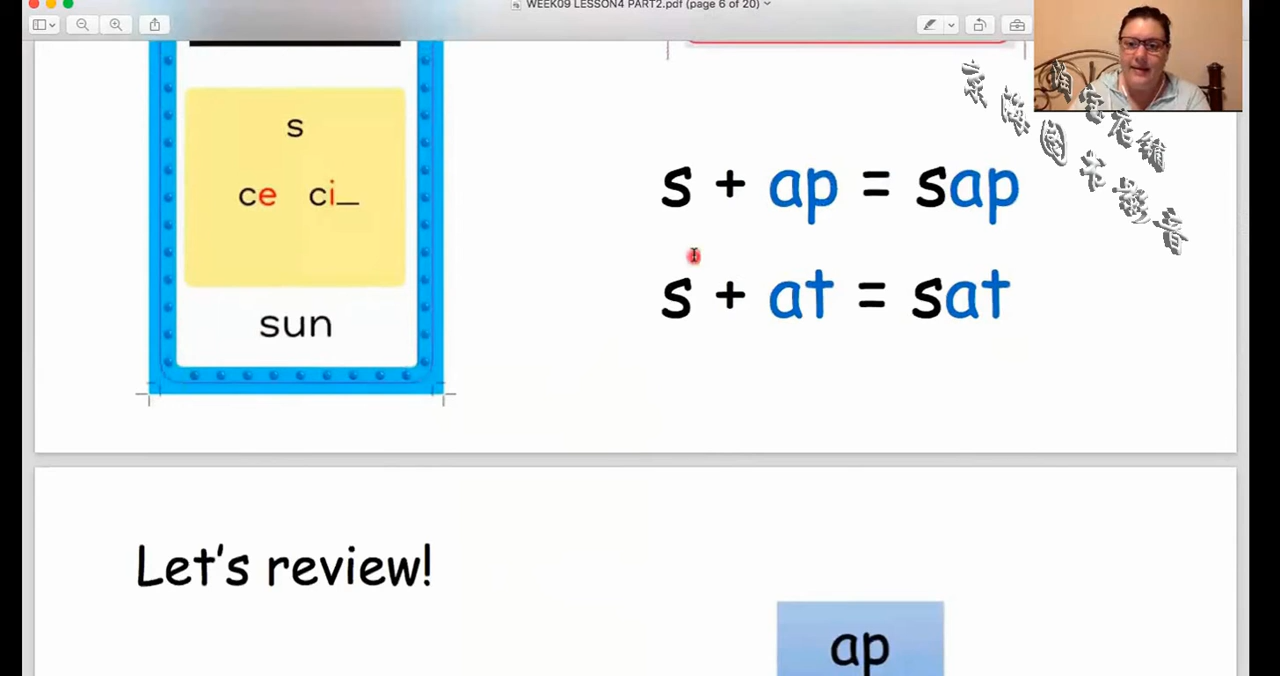 WEEK09 LESSON4 PART2.pdf (page 6 of 20)
s
ce ci_
sun
s + ap = sap
s + at = sat
Let's review!
ap